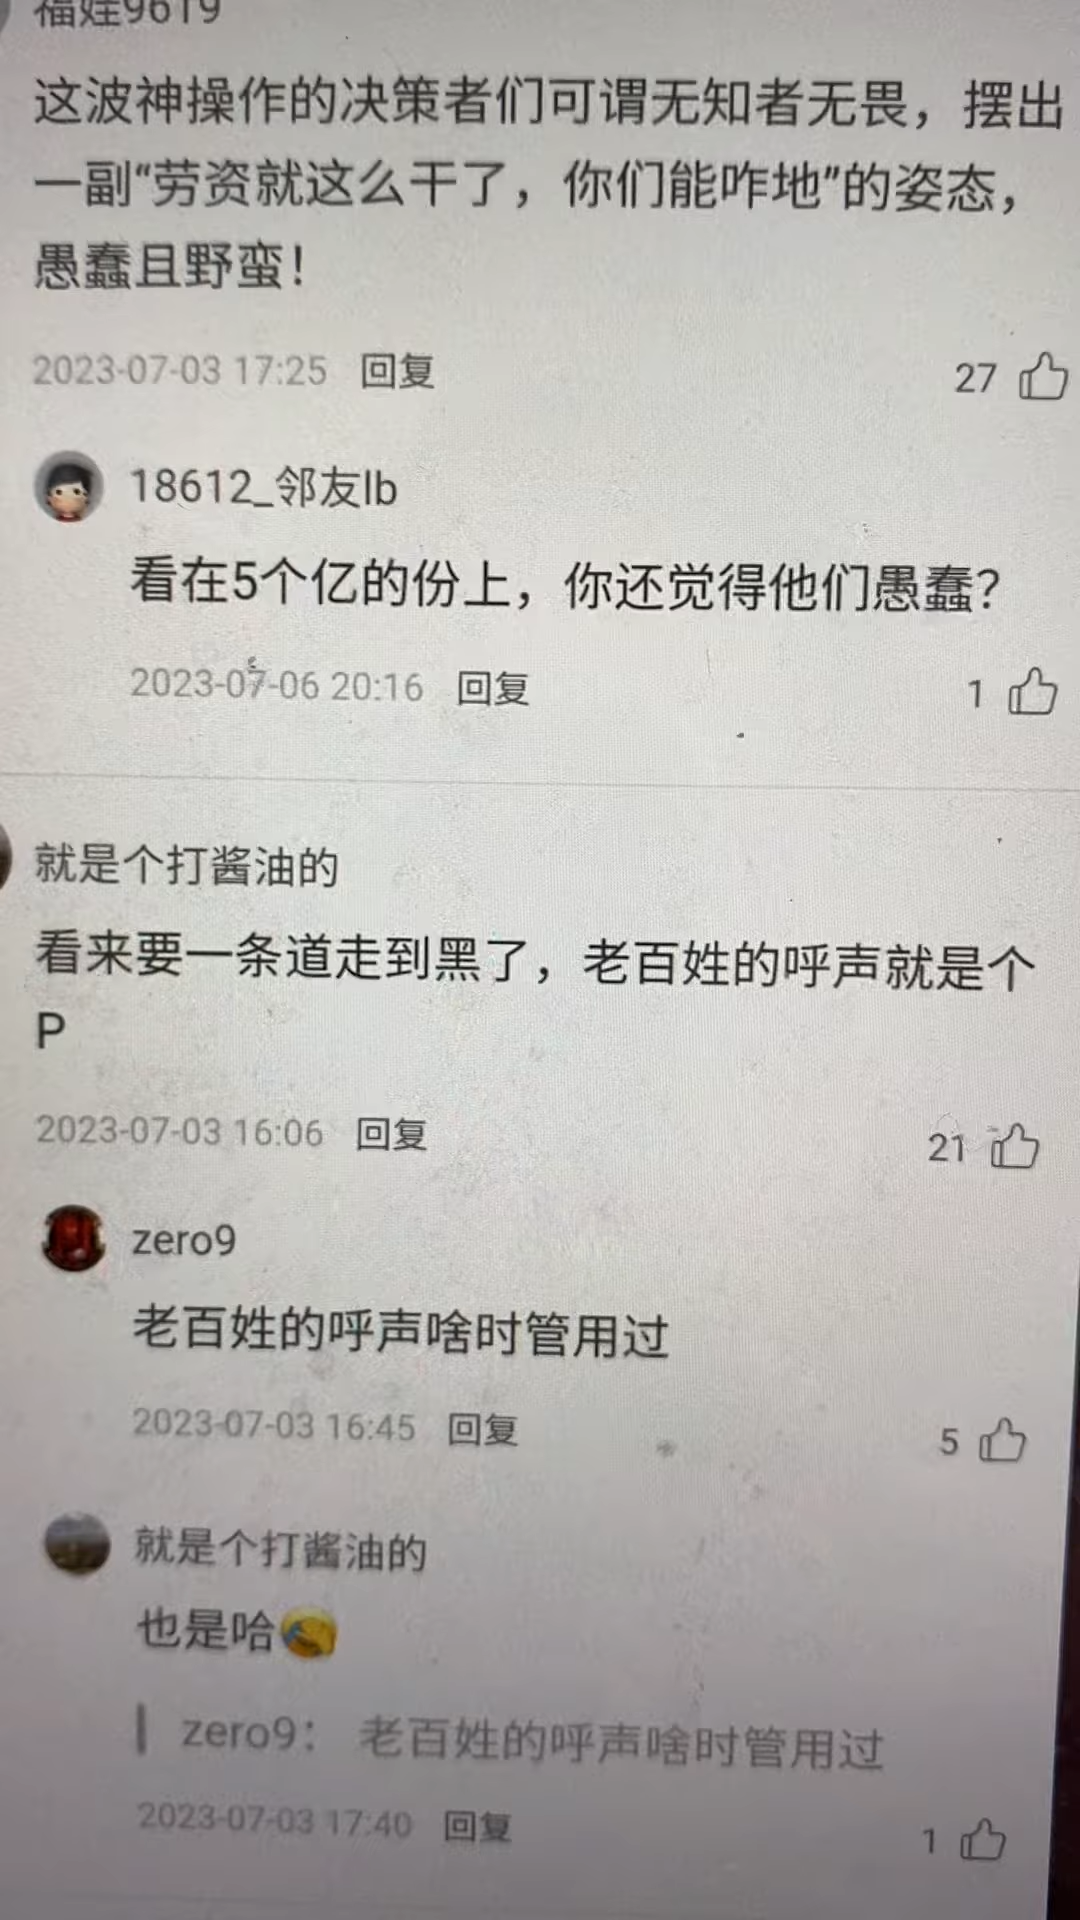 福娃9619
这波神操作的决策者们可谓无知者无畏，摆出
一副“劳资就这么干了，你们能咋地”的姿态，
愚蠢且野蛮！
2023-07-03 17:25 回复 27
18612_邻友lb
看在5个亿的份上，你还觉得他们愚蠢？
2023-07-06 20:16 回复 1
就是个打酱油的
看来要一条道走到黑了，老百姓的呼声就是个
P
2023-07-03 16:06 回复 21
zero9
老百姓的呼声啥时管用过
2023-07-03 16:45 回复 5
就是个打酱油的
也是哈
zero9： 老百姓的呼声啥时管用过
2023-07-03 17:40 回复 1